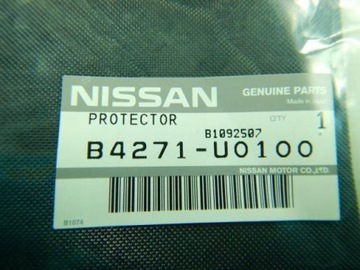 NISSAN GENUINE PARTS
Made in Japan
PROTECTOR QTY 1
B1092507
B4271-U0100
NISSAN MOTOR CO.,LTD.
B1074